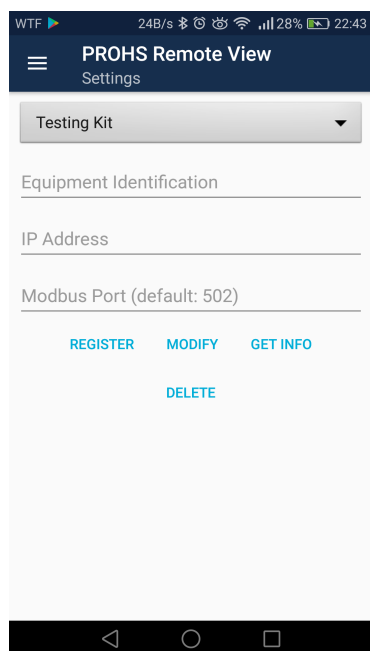 WTF 24B/s 28% 22:43
PROHS Remote View
Settings
Testing Kit
Equipment Identification
IP Address
Modbus Port (default: 502)
REGISTER MODIFY GET INFO
DELETE